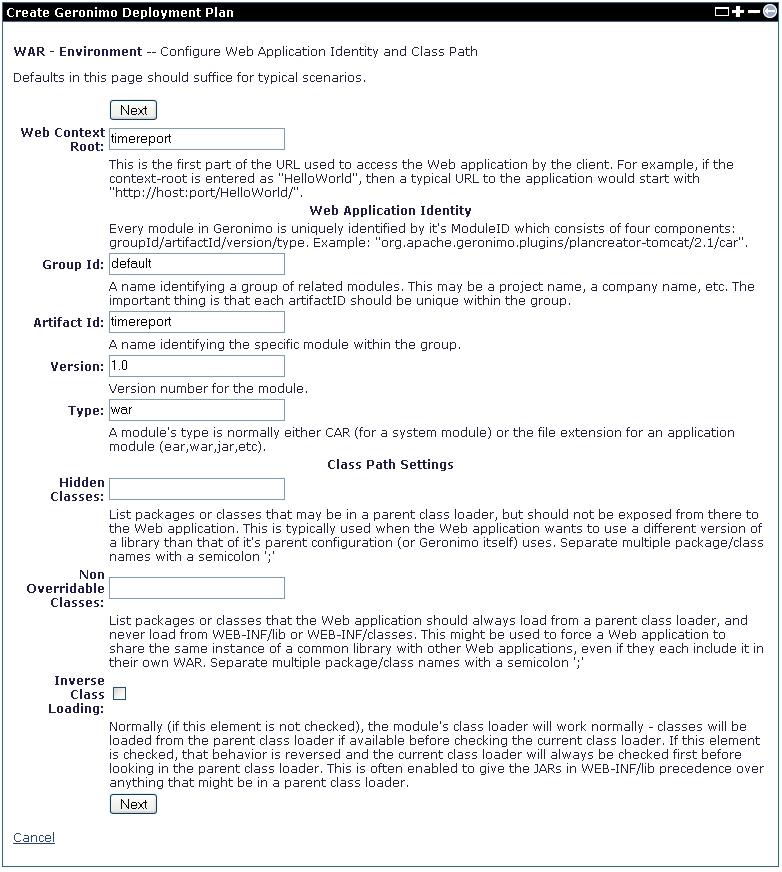 Create Geronimo Deployment Plan
WAR - Environment -- Configure Web Application Identity and Class Path
Defaults in this page should suffice for typical scenarios.
Next
Web Context
Root:
timereport
This is the first part of the URL used to access the Web application by the client. For example, if the
context-root is entered as "HelloWorld", then a typical URL to the application would start with
"http://host:port/HelloWorld/".
Web Application Identity
Every module in Geronimo is uniquely identified by it's ModuleID which consists of four components:
groupId/artifactId/version/type. Example: "org.apache.geronimo.plugins/plancreator-tomcat/2.1/car".
Group Id: default
A name identifying a group of related modules. This may be a project name, a company name, etc. The
important thing is that each artifactID should be unique within the group.
Artifact Id: timereport
A name identifying the specific module within the group.
Version: 1.0
Version number for the module.
Type: war
A module's type is normally either CAR (for a system module) or the file extension for an application
module (ear,war,jar,etc).
Class Path Settings
Hidden
Classes:
List packages or classes that may be in a parent class loader, but should not be exposed from there to
the Web application. This is typically used when the Web application wants to use a different version of
a library than that of it's parent configuration (or Geronimo itself) uses. Separate multiple package/class
names with a semicolon ';'
Non
Overridable
Classes:
List packages or classes that the Web application should always load from a parent class loader, and
never load from WEB-INF/lib or WEB-INF/classes. This might be used to force a Web application to
share the same instance of a common library with other Web applications, even if they each include it in
their own WAR. Separate multiple package/class names with a semicolon ';'
Inverse
Class
Loading:
Normally (if this element is not checked), the module's class loader will work normally - classes will be
loaded from the parent class loader if available before checking the current class loader. If this element
is checked, that behavior is reversed and the current class loader will always be checked first before
looking in the parent class loader. This is often enabled to give the JARs in WEB-INF/lib precedence over
anything that might be in a parent class loader.
Next
Cancel